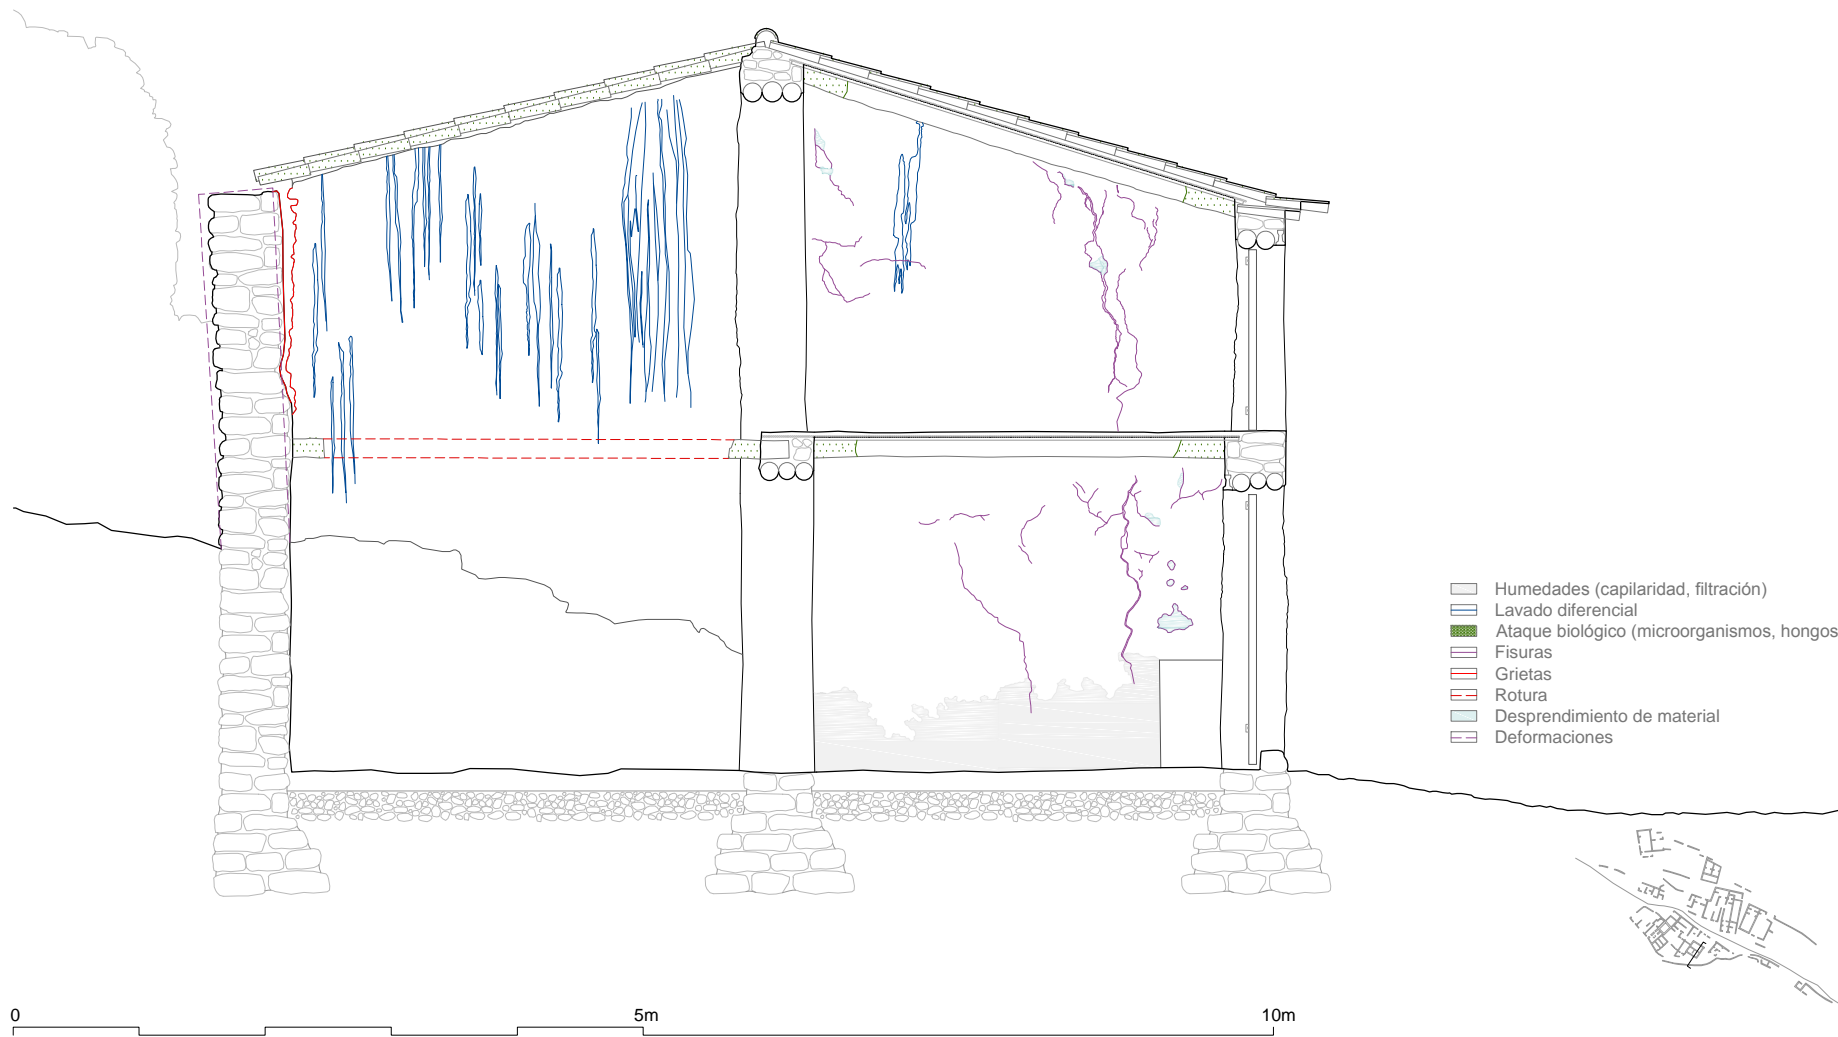 Humedades (capilaridad, filtración)
Lavado diferencial
Ataque biológico (microorganismos, hongos
Fisuras
Grietas
Rotura
Desprendimiento de material
Deformaciones
0 5m 10m